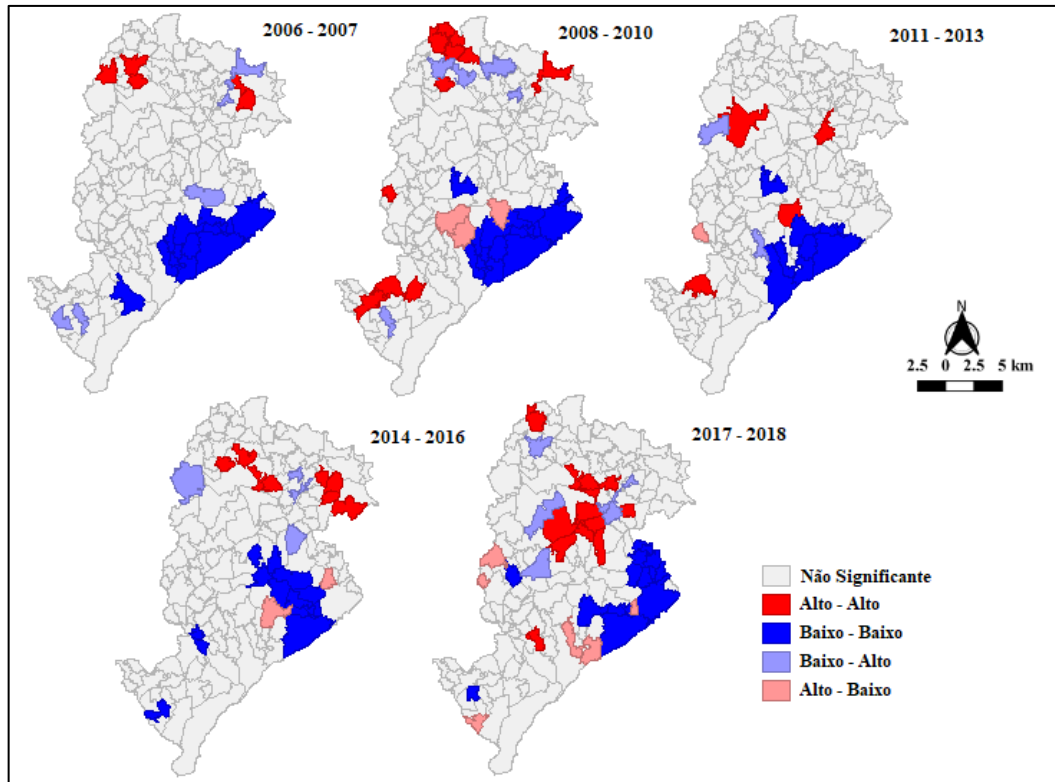 2006 - 2007
2008 - 2010
2011 - 2013
N
2.5 0 2.5 5 km
2014 - 2016
2017 - 2018
Não Significante
Alto - Alto
Baixo - Baixo
Baixo - Alto
Alto - Baixo